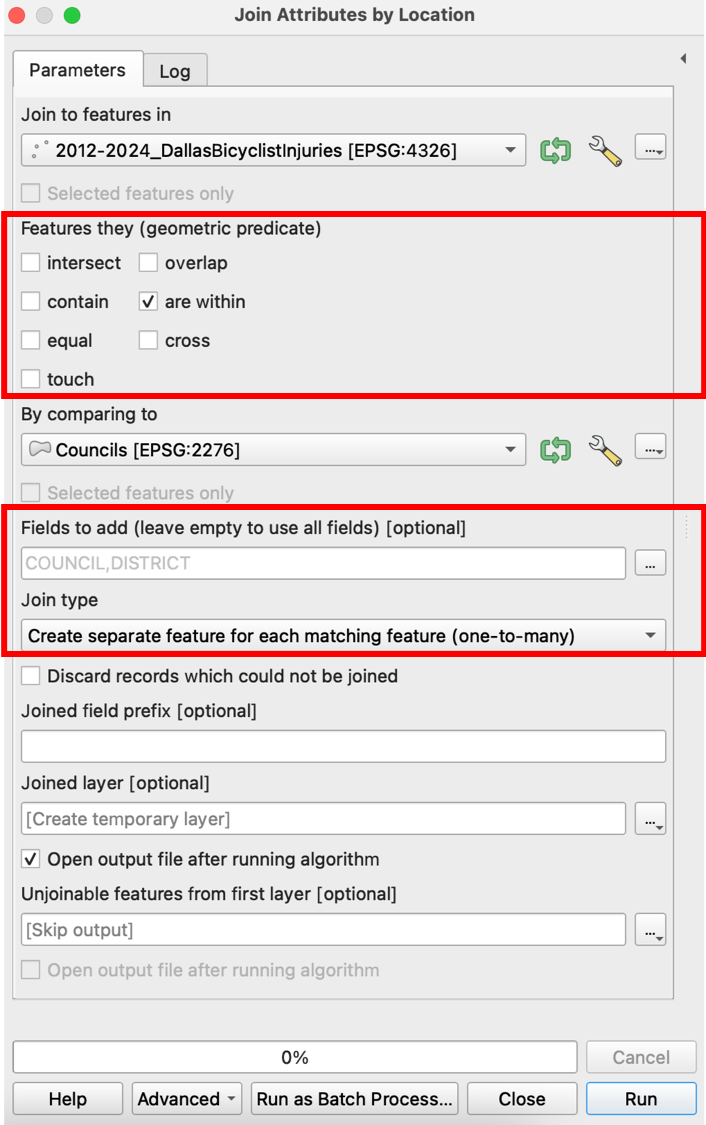 Join Attributes by Location
Parameters
Log
Join to features in
2012-2024_DallasBicyclistInjuries [EPSG:4326]
...
Selected features only
Features they (geometric predicate)
intersect overlap
contain are within
equal cross
touch
By comparing to
Councils [EPSG:2276]
...
Selected features only
Fields to add (leave empty to use all fields) [optional]
COUNCIL,DISTRICT
...
Join type
Create separate feature for each matching feature (one-to-many)
Discard records which could not be joined
Joined field prefix [optional]
Joined layer [optional]
[Create temporary layer]
...
Open output file after running algorithm
Unjoinable features from first layer [optional]
[Skip output]
...
Open output file after running algorithm
0%
Cancel
Help
Advanced
Run as Batch Process...
Close
Run